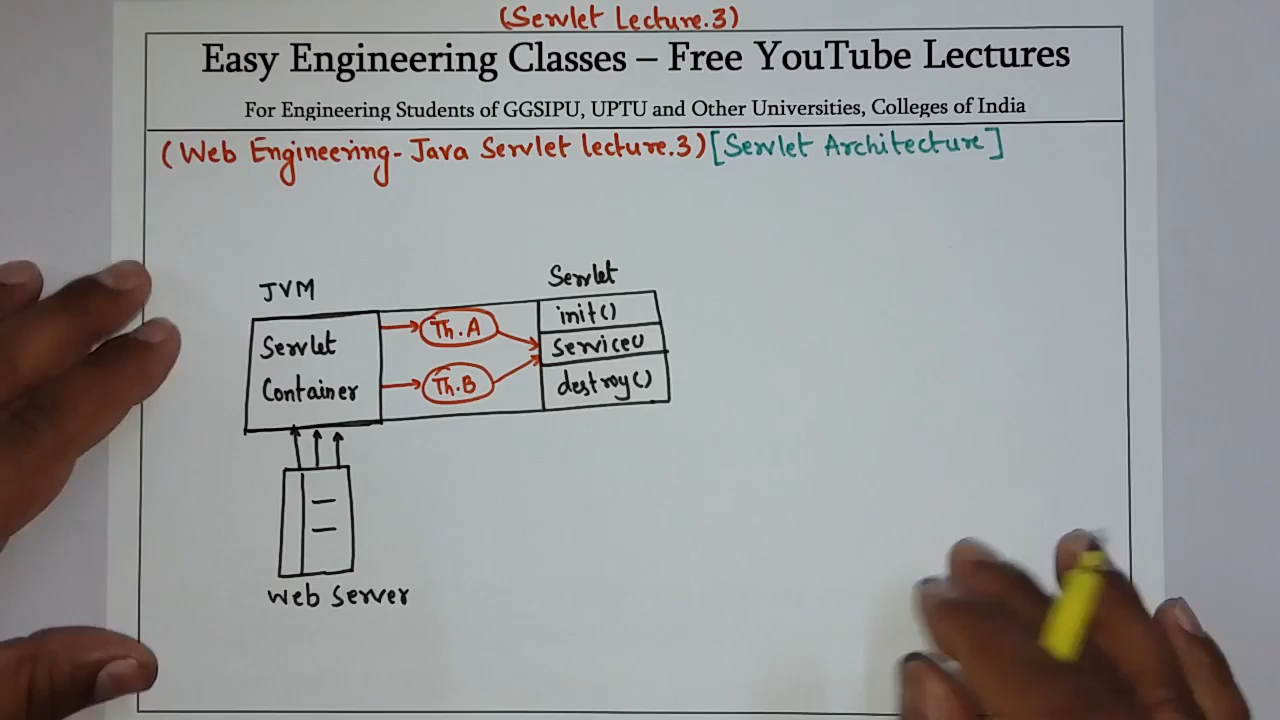 (Servlet Lecture.3)
Easy Engineering Classes – Free YouTube Lectures
For Engineering Students of GGSIPU, UPTU and Other Universities, Colleges of India
(Web Engineering- Java Servlet lecture.3) [Servlet Architecture]
JVM
Servlet
Container
Th.A
Th.B
Servlet
init()
service()
destroy()
Web Server